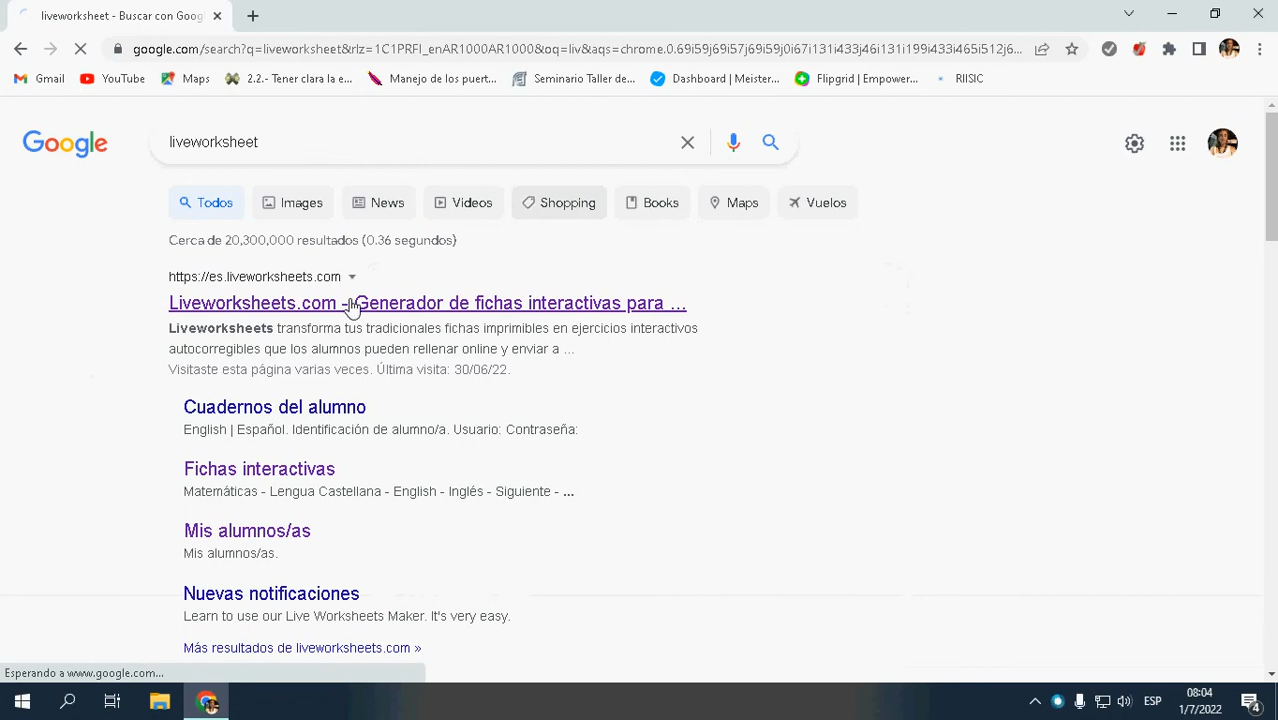 liveworksheet - Buscar con Goog
google.com/search?q=liveworksheet&rlz=1C1PRFI_enAR1000AR1000&oq=liv&aqs=chrome.0.69i59j69i57j69i59j0i67i131i433j46i131i199i433i465i512j6...
Gmail
YouTube
Maps
2.2.- Tener clara la e...
Manejo de los puert...
Seminario Taller de...
Dashboard | Meister...
Flipgrid | Empower...
RIISIC
Google
liveworksheet
Todos
Images
News
Videos
Shopping
Books
Maps
Vuelos
Cerca de 20,300,000 resultados (0.36 segundos)
https://es.liveworksheets.com
Liveworksheets.com - Generador de fichas interactivas para ...
Liveworksheets transforma tus tradicionales fichas imprimibles en ejercicios interactivos
autocorregibles que los alumnos pueden rellenar online y enviar a ...
Visitaste esta página varias veces. Última visita: 30/06/22.
Cuadernos del alumno
English | Español. Identificación de alumno/a. Usuario: Contraseña:
Fichas interactivas
Matemáticas - Lengua Castellana - English - Inglés - Siguiente - ...
Mis alumnos/as
Mis alumnos/as.
Nuevas notificaciones
Learn to use our Live Worksheets Maker. It's very easy.
Más resultados de liveworksheets.com »
Esperando a www.google.com...
ESP
08:04
1/7/2022
4